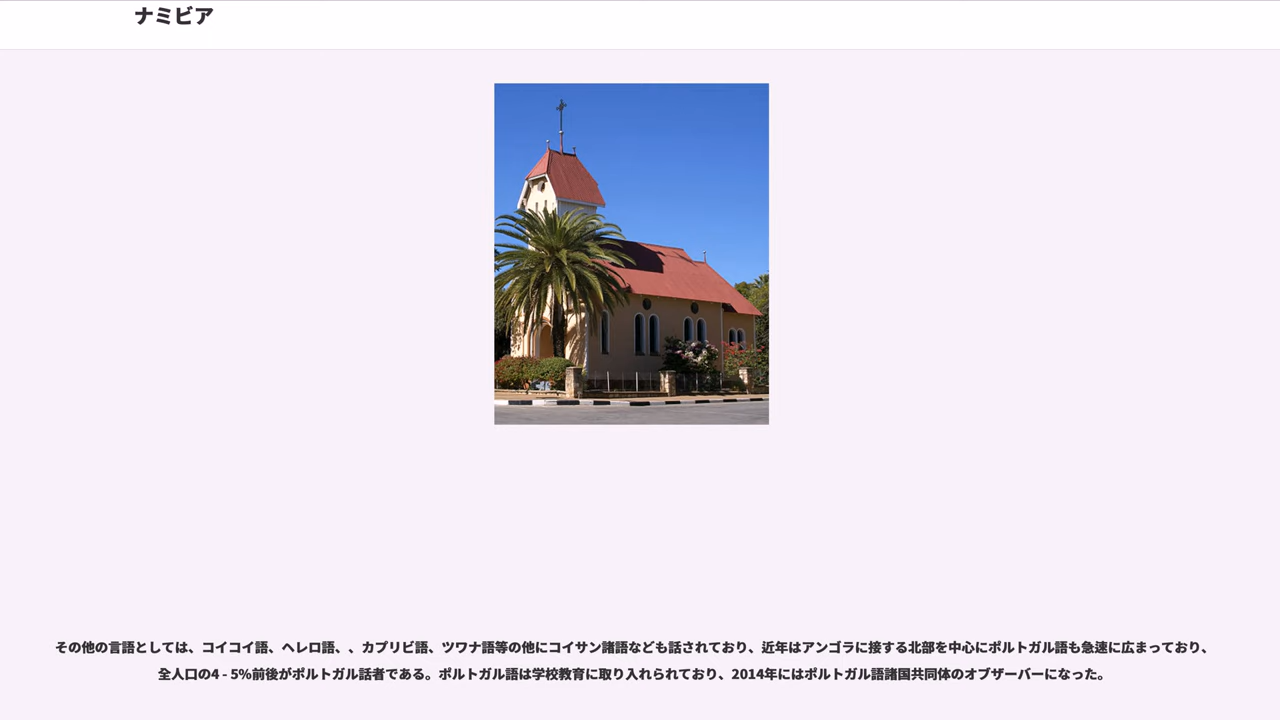 ナミビア
その他の言語としては、コイコイ語、ヘレロ語、、カプリビ語、ツワナ語等の他にコイサン諸語なども話されており、近年はアンゴラに接する北部を中心にポルトガル語も急速に広まっており、
全人口の4 - 5%前後がポルトガル話者である。ポルトガル語は学校教育に取り入れられており、2014年にはポルトガル語諸国共同体のオブザーバーになった。